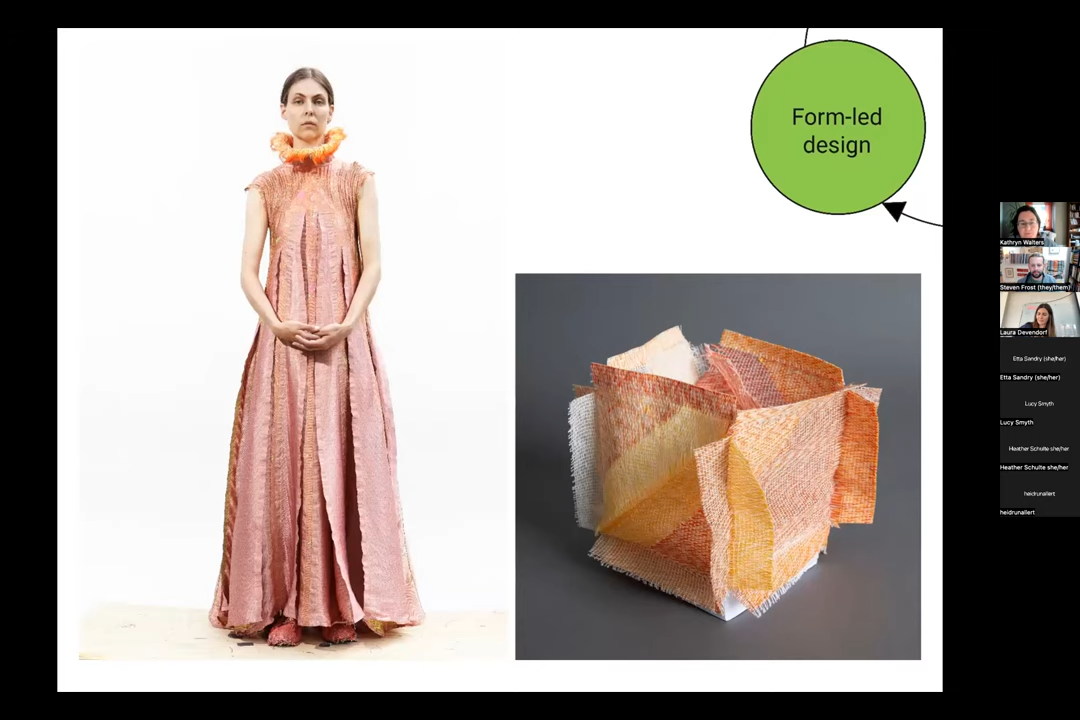 Form-led
design
Kathryn Walters
Steven Frost (they/them)
Laura Devendorf
Etta Sandry (she/her)
Etta Sandry (she/her)
Lucy Smyth
Lucy Smyth
Heather Schulte she/her
Heather Schulte she/her
heidrunallert
heidrunallert